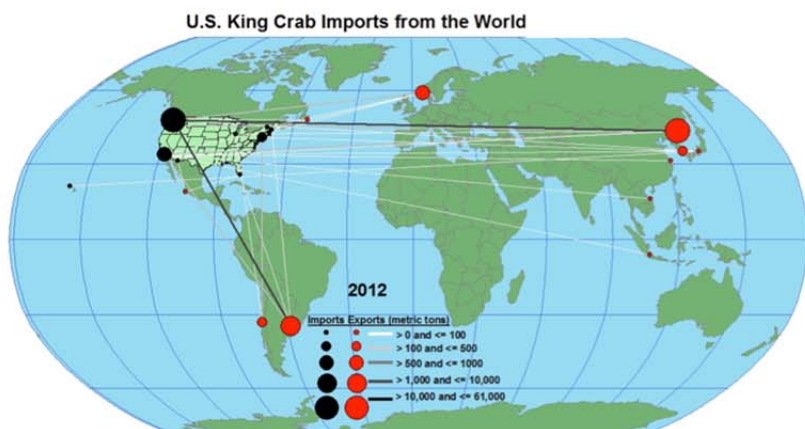 U.S. King Crab Imports from the World
2012
Imports Exports (metric tons)
> 0 and <= 100
> 100 and <= 500
> 500 and <= 1000
> 1,000 and <= 10,000
> 10,000 and <= 61,000